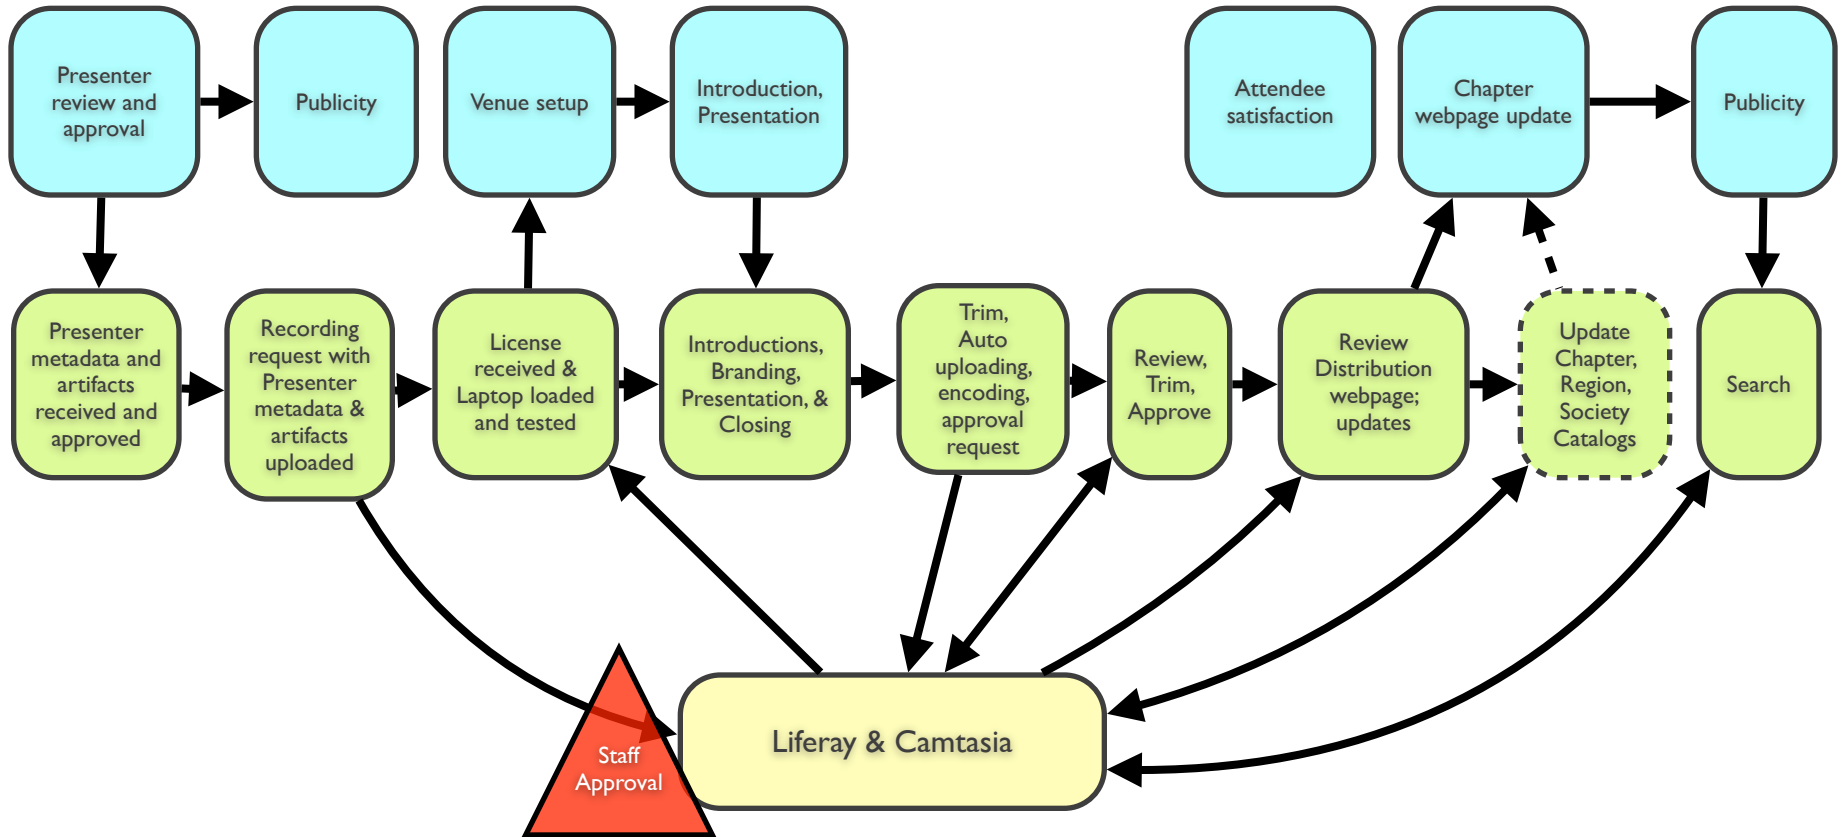 Presenter
review and
approval
Publicity
Venue setup
Introduction,
Presentation
Attendee
satisfaction
Chapter
webpage update
Publicity
Presenter
metadata and
artifacts
received and
approved
Recording
request with
Presenter
metadata &
artifacts
uploaded
License
received &
Laptop loaded
and tested
Introductions,
Branding,
Presentation, &
Closing
Trim,
Auto
uploading,
encoding,
approval
request
Review,
Trim,
Approve
Review
Distribution
webpage;
updates
Update
Chapter,
Region,
Society
Catalogs
Search
Staff
Approval
Liferay & Camtasia